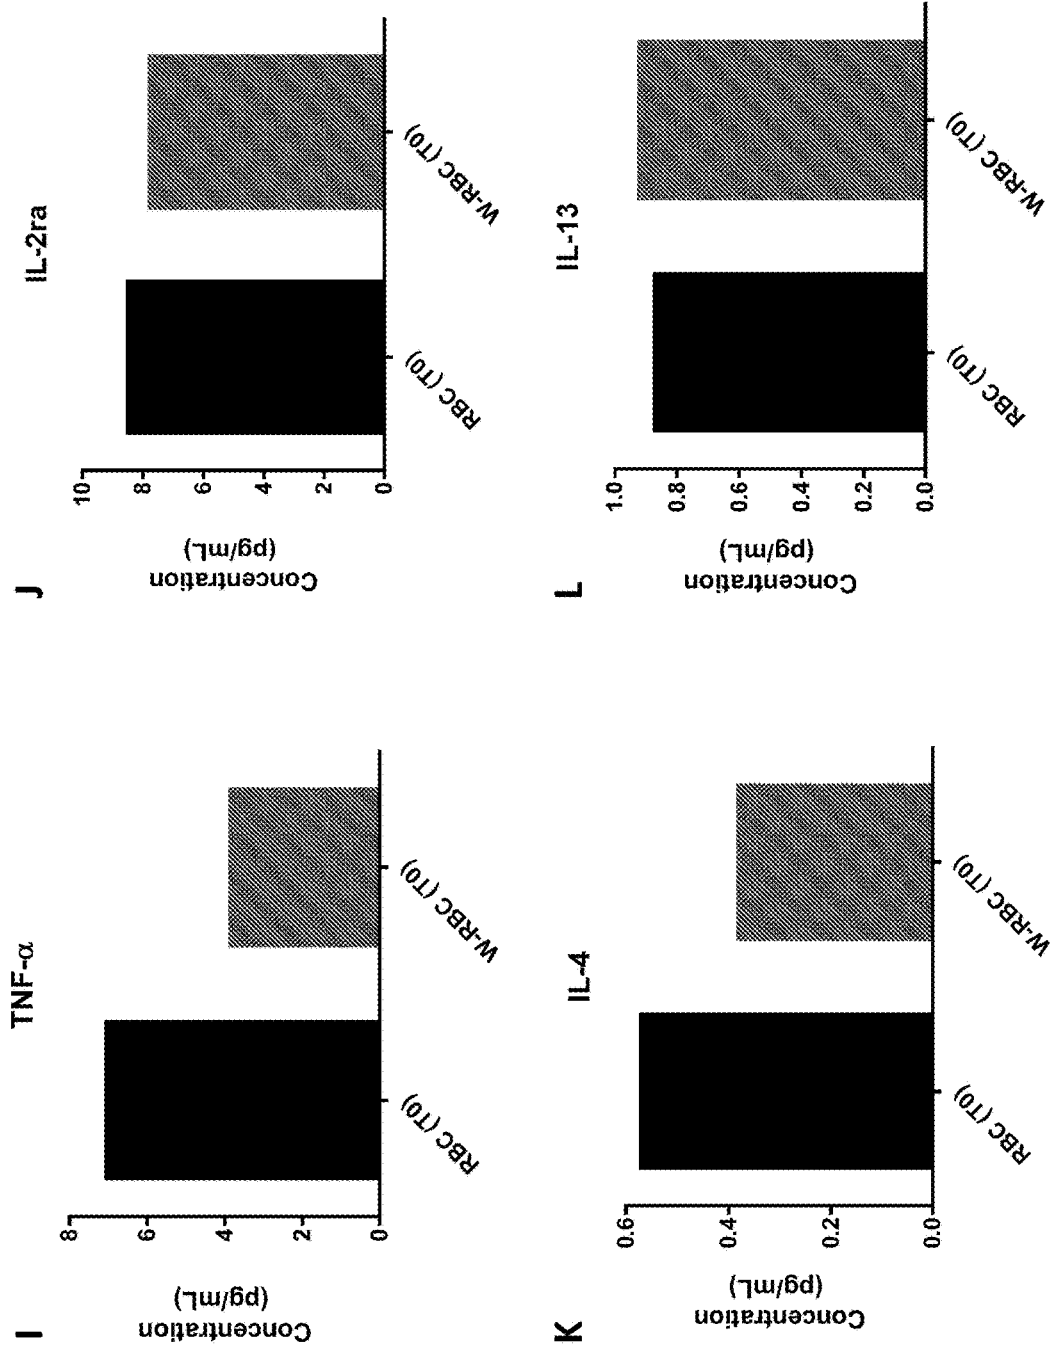 I
TNF-α
Concentration
(pg/mL)
8
6
4
2
0
RBC (T0)
W-RBC (T0)
J
IL-2ra
Concentration
(pg/mL)
10
8
6
4
2
0
RBC (T0)
W-RBC (T0)
K
IL-4
Concentration
(pg/mL)
0.6
0.4
0.2
0.0
RBC (T0)
W-RBC (T0)
L
IL-13
Concentration
(pg/mL)
1.0
0.8
0.6
0.4
0.2
0.0
RBC (T0)
W-RBC (T0)